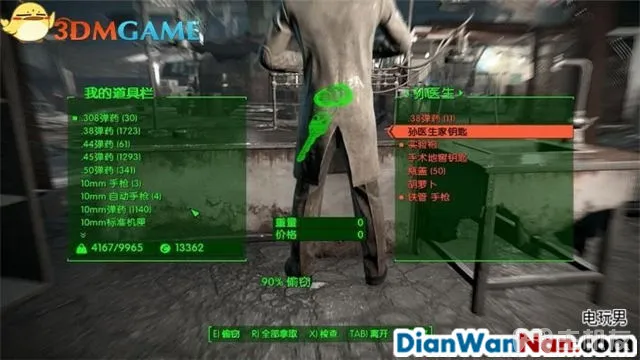 3DMGAME
我的道具栏
孙医生
.308弹药 (30)
.38弹药 (1723)
.44弹药 (61)
.45弹药 (1293)
.50弹药 (341)
10mm 手枪 (3)
10mm 自动手枪 (4)
10mm弹药 (1140)
10mm标准机匣
4167/9965
13362
.38弹药 (11)
孙医生家钥匙
实验袍
手术地窖钥匙
瓶盖 (50)
胡萝卜
铁管 手枪
重量 0
价格 0
90% 偷窃
E) 偷窃 R) 全部拿取 X) 检查 TAB) 离开
电玩男
DianWanNan.com